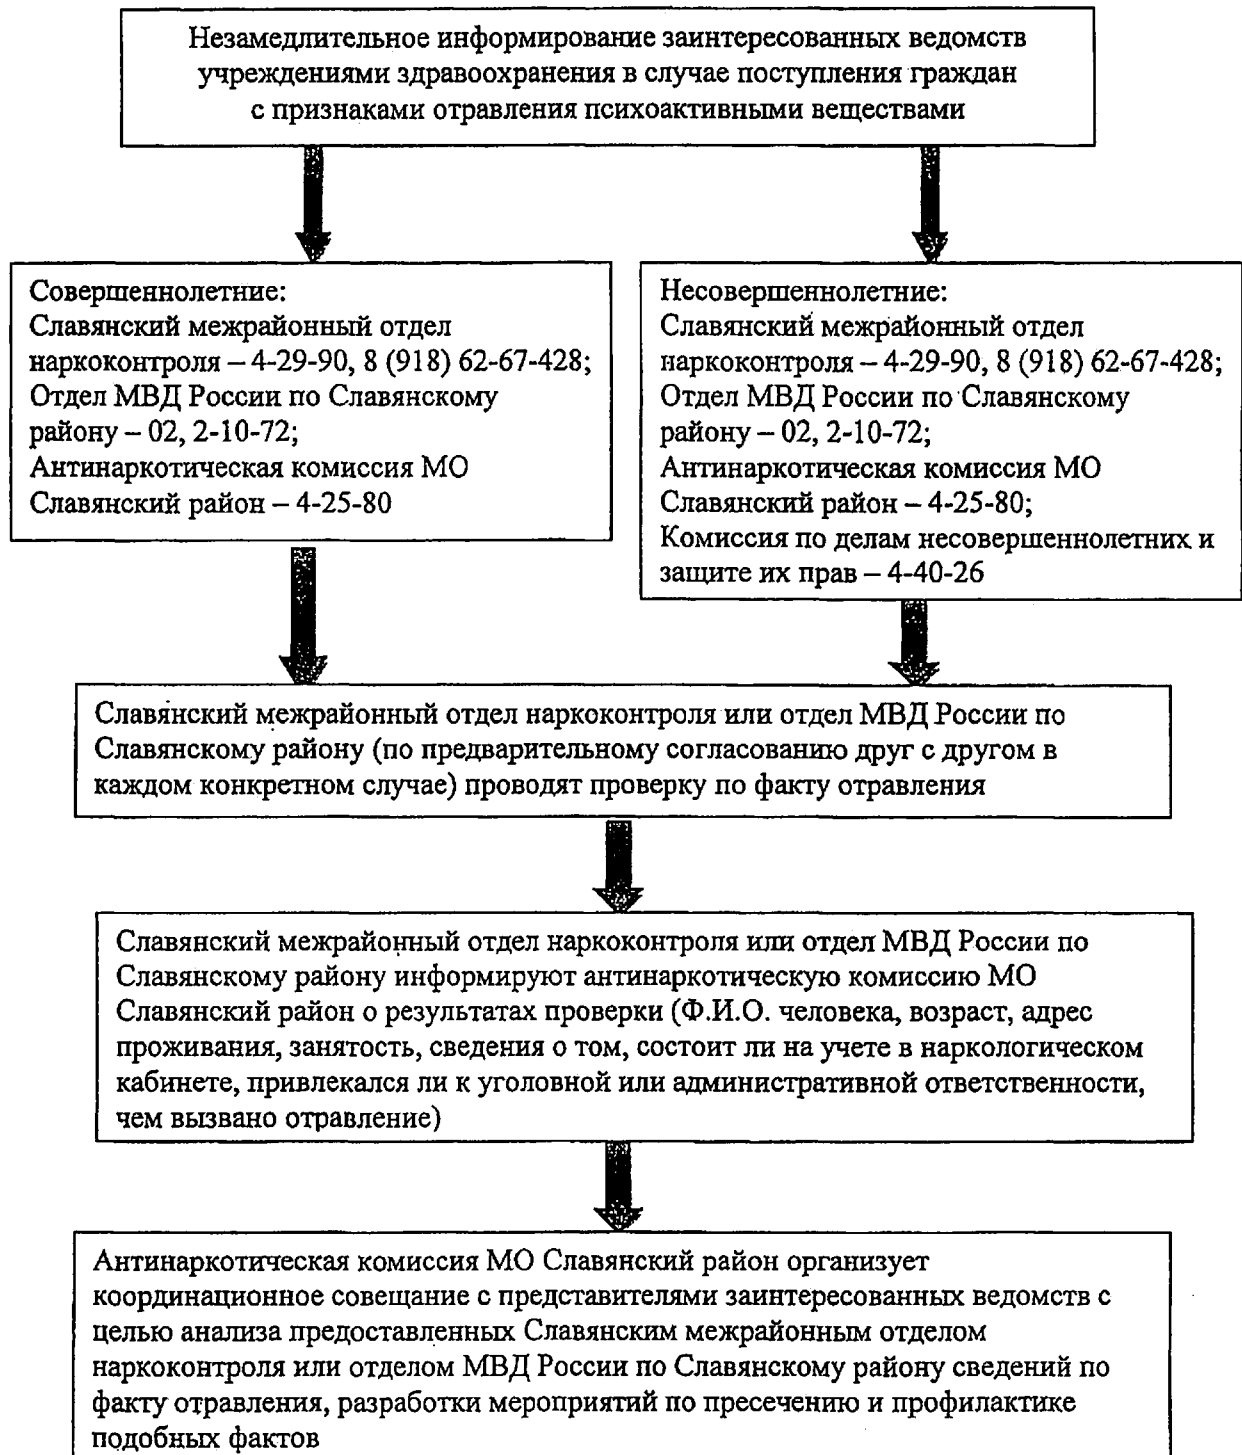 Незамедлительное информирование заинтересованных ведомств
учреждениями здравоохранения в случае поступления граждан
с признаками отравления психоактивными веществами
Совершеннолетние:
Славянский межрайонный отдел
наркоконтроля – 4-29-90, 8 (918) 62-67-428;
Отдел МВД России по Славянскому
району – 02, 2-10-72;
Антинаркотическая комиссия МО
Славянский район – 4-25-80
Несовершеннолетние:
Славянский межрайонный отдел
наркоконтроля – 4-29-90, 8 (918) 62-67-428;
Отдел МВД России по Славянскому
району – 02, 2-10-72;
Антинаркотическая комиссия МО
Славянский район – 4-25-80;
Комиссия по делам несовершеннолетних и
защите их прав – 4-40-26
Славянский межрайонный отдел наркоконтроля или отдел МВД России по
Славянскому району (по предварительному согласованию друг с другом в
каждом конкретном случае) проводят проверку по факту отравления
Славянский межрайонный отдел наркоконтроля или отдел МВД России по
Славянскому району информируют антинаркотическую комиссию МО
Славянский район о результатах проверки (Ф.И.О. человека, возраст, адрес
проживания, занятость, сведения о том, состоит ли на учете в наркологическом
кабинете, привлекался ли к уголовной или административной ответственности,
чем вызвано отравление)
Антинаркотическая комиссия МО Славянский район организует
координационное совещание с представителями заинтересованных ведомств с
целью анализа предоставленных Славянским межрайонным отделом
наркоконтроля или отделом МВД России по Славянскому району сведений по
факту отравления, разработки мероприятий по пресечению и профилактике
подобных фактов